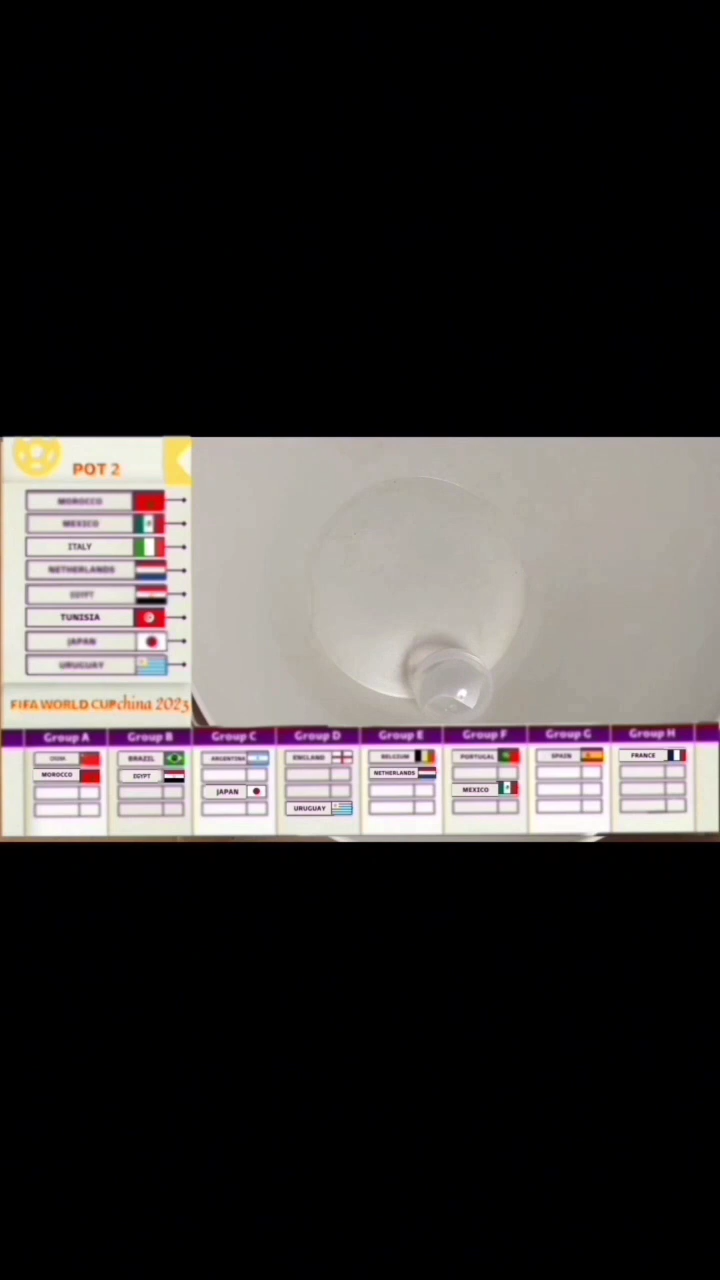 POT 2
MOROCCO
MEXICO
ITALY
NETHERLANDS
EGYPT
TUNISIA
JAPAN
URUGUAY
FIFA WORLD CUP china 2023
Group A Group B Group C Group D Group E Group F Group G Group H
CHINA BRAZIL ARGENTINA ENGLAND BELGIUM PORTUGAL SPAIN FRANCE
MOROCCO EGYPT NETHERLANDS
JAPAN MEXICO
URUGUAY